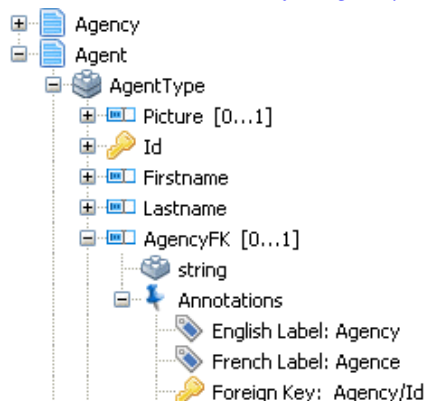 Agency
Agent
AgentType
Picture [0...1]
Id
Firstname
Lastname
AgencyFK [0...1]
string
Annotations
English Label: Agency
French Label: Agence
Foreign Key: Agency/Id